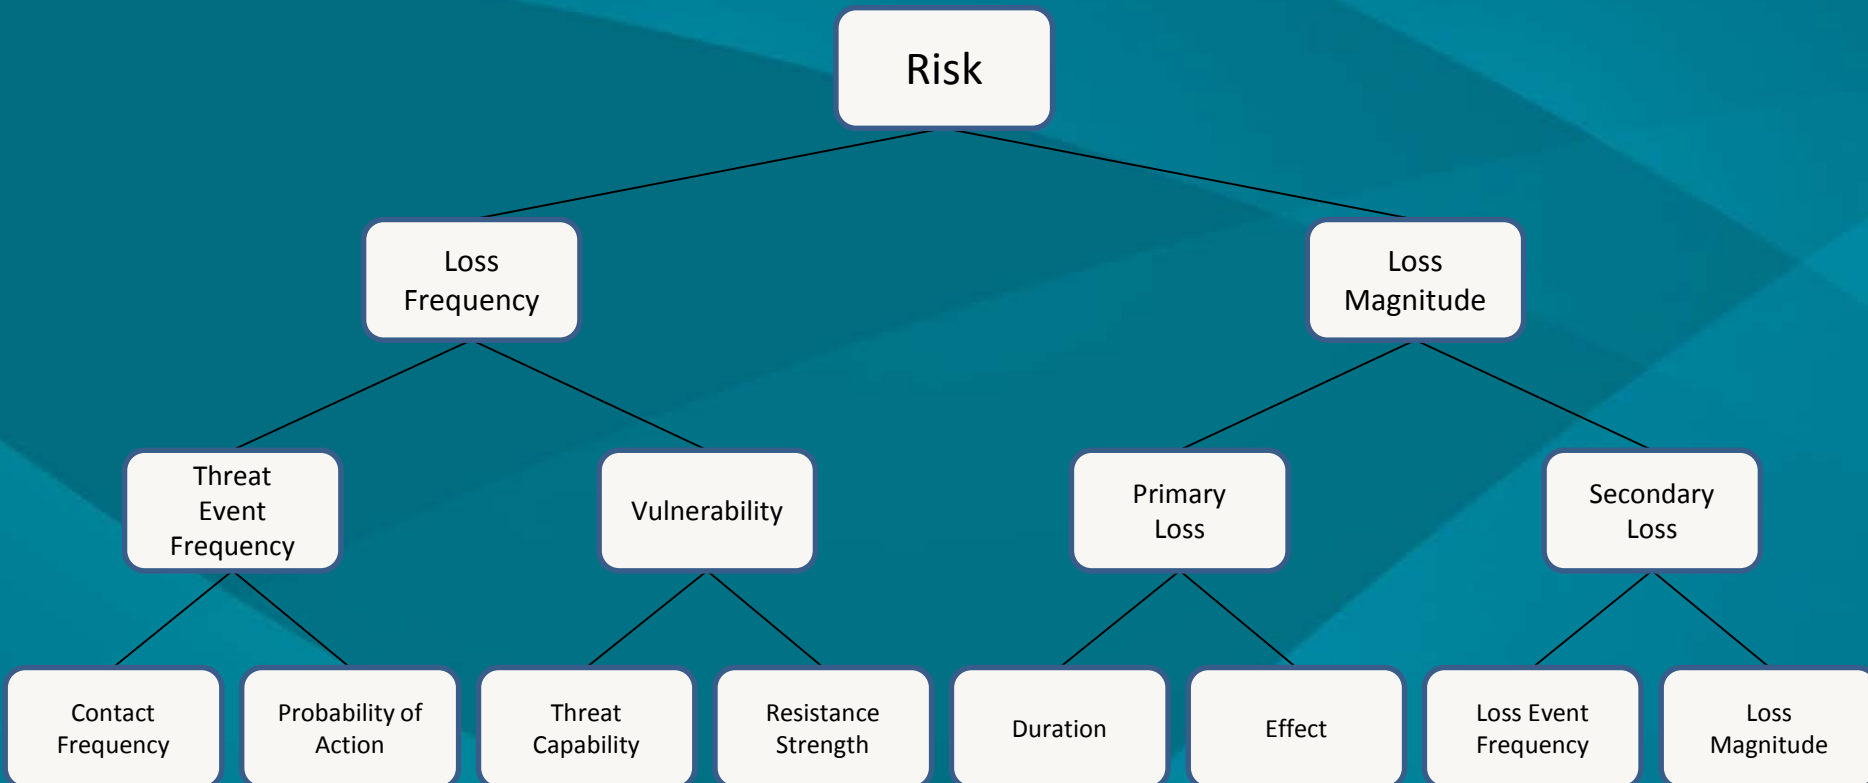 Risk
Loss
Frequency
Loss
Magnitude
Threat
Event
Frequency
Vulnerability
Primary
Loss
Secondary
Loss
Contact
Frequency
Probability of
Action
Threat
Capability
Resistance
Strength
Duration
Effect
Loss Event
Frequency
Loss
Magnitude